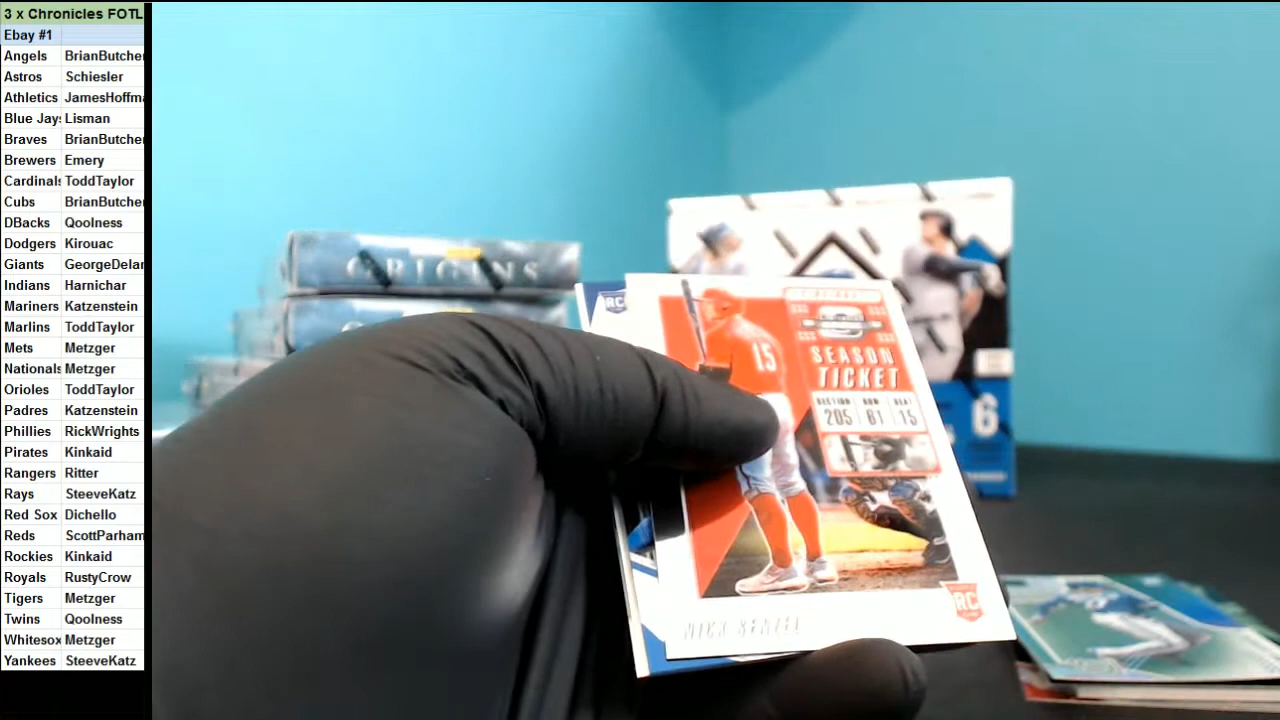 3 x Chronicles FOTL
Ebay #1
Angels BrianButcher
Astros Schiesler
Athletics JamesHoffma
Blue Jays Lisman
Braves BrianButcher
Brewers Emery
Cardinals ToddTaylor
Cubs BrianButcher
DBacks Qoolness
Dodgers Kirouac
Giants GeorgeDelar
Indians Harnichar
Mariners Katzenstein
Marlins ToddTaylor
Mets Metzger
Nationals Metzger
Orioles ToddTaylor
Padres Katzenstein
Phillies RickWrights
Pirates Kinkaid
Rangers Ritter
Rays SteeveKatz
Red Sox Dichello
Reds ScottParham
Rockies Kinkaid
Royals RustyCrow
Tigers Metzger
Twins Qoolness
Whitesox Metzger
Yankees SteeveKatz
ORIGINS
RC
15
SEASON
TICKET
SECTION ROW SEAT
205 61 15
RC
NICK SENZEL
6